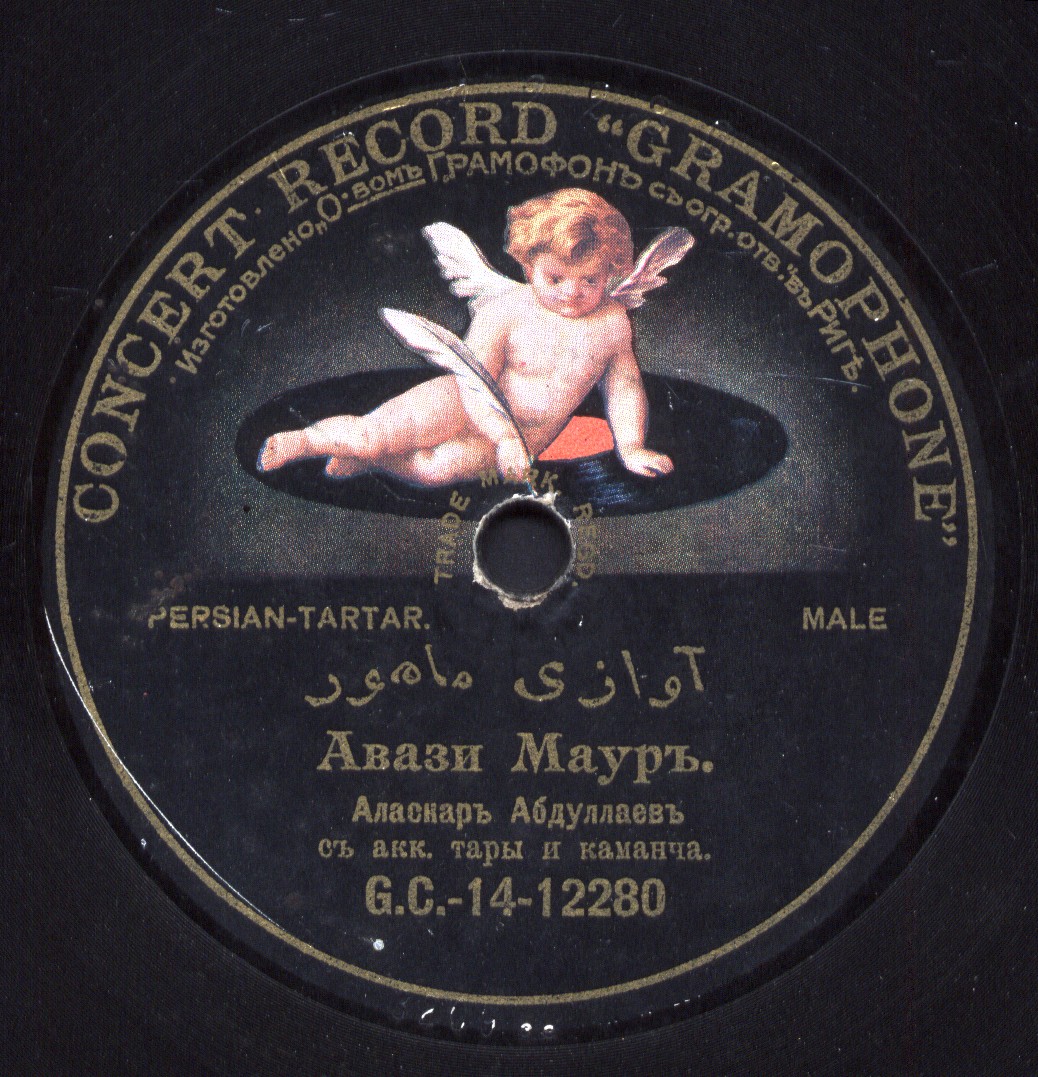 CONCERT RECORD “GRAMOPHONE”
Изготовлено „О-вомъ Грамофонъ съ огр. отв.“ въ Ригѣ.
TRADE MARK. REGD.
PERSIAN-TARTAR.
MALE
آوازی ماهور
Авази Мауръ.
Аласкаръ Абдуллаевъ
съ акк. тары и каманча.
G.C.-14-12280